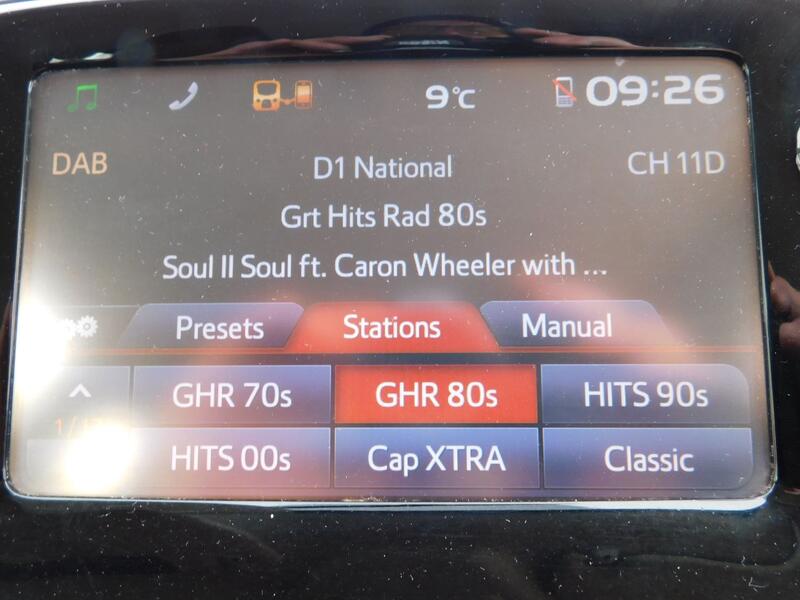 9°C 09:26
DAB D1 National CH 11D
Grt Hits Rad 80s
Soul II Soul ft. Caron Wheeler with ...
Presets Stations Manual
GHR 70s GHR 80s HITS 90s
HITS 00s Cap XTRA Classic